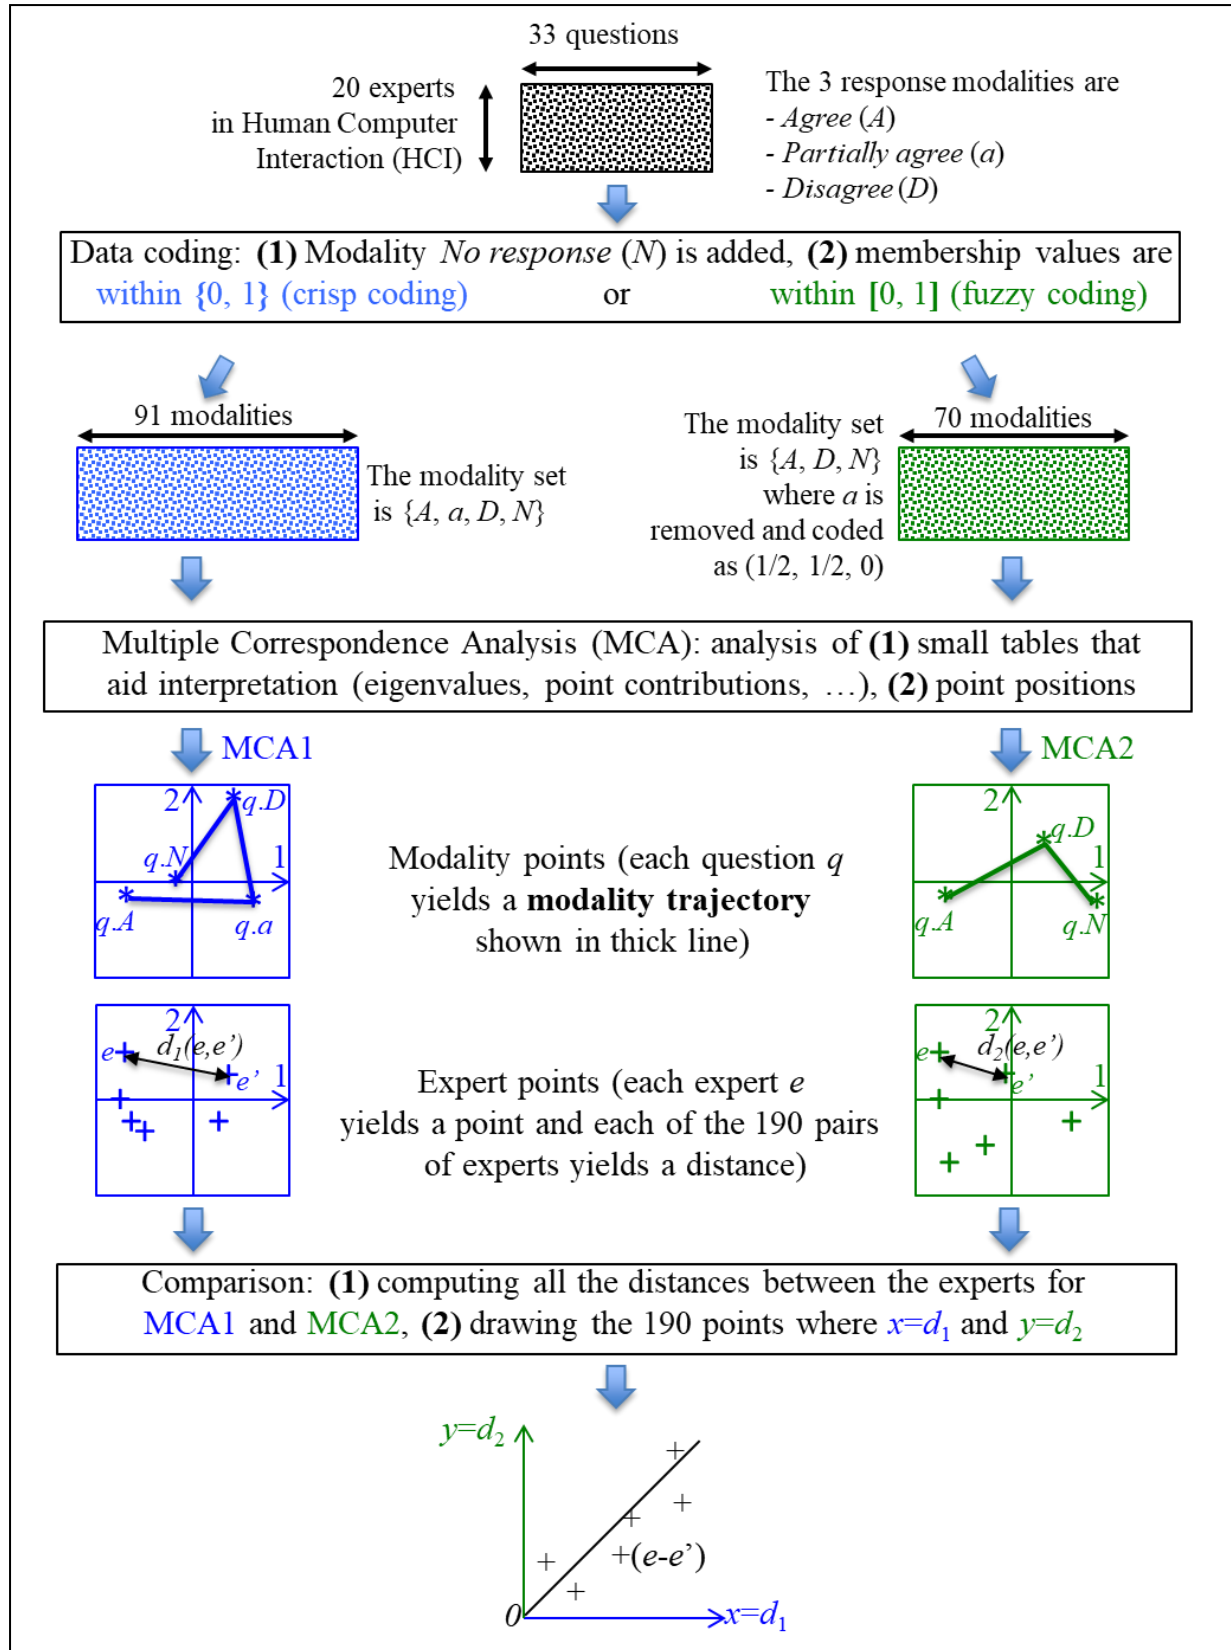 33 questions
20 experts
in Human Computer
Interaction (HCI)
The 3 response modalities are
- Agree (A)
- Partially agree (a)
- Disagree (D)
Data coding: (1) Modality No response (N) is added, (2) membership values are
within {0, 1} (crisp coding) or within [0, 1] (fuzzy coding)
91 modalities
The modality set
is {A, a, D, N}
The modality set
is {A, D, N}
where a is
removed and coded
as (1/2, 1/2, 0)
70 modalities
Multiple Correspondence Analysis (MCA): analysis of (1) small tables that
aid interpretation (eigenvalues, point contributions, …), (2) point positions
MCA1
MCA2
2
q.D
q.N
1
q.A
q.a
Modality points (each question q
yields a modality trajectory
shown in thick line)
2
q.D
1
q.A
q.N
2
e
d1(e,e’)
e’
1
Expert points (each expert e
yields a point and each of the 190 pairs
of experts yields a distance)
2
e
d2(e,e’)
e’
1
Comparison: (1) computing all the distances between the experts for
MCA1 and MCA2, (2) drawing the 190 points where x=d1 and y=d2
y=d2
(e-e’)
0
x=d1